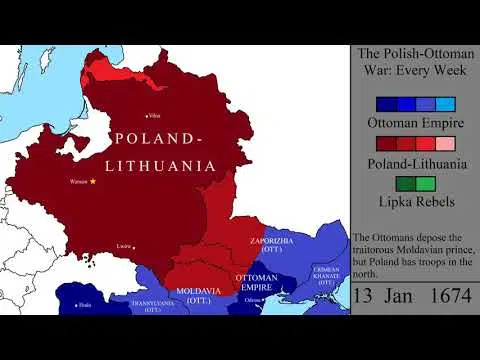 The Polish-Ottoman
War: Every Week
Ottoman Empire
Poland-Lithuania
Lipka Rebels
The Ottomans depose the
traitorous Moldavian prince,
but Poland has troops in the
north.
13 Jan 1674
Vilna
POLAND-
LITHUANIA
Warsaw
Lwów
ZAPORIZHIA
(OTT.)
MOLDAVIA
(OTT.)
OTTOMAN
EMPIRE
CRIMEAN
KHANATE (OTT.)
TRANSYLVANIA
(OTT.)
Buda